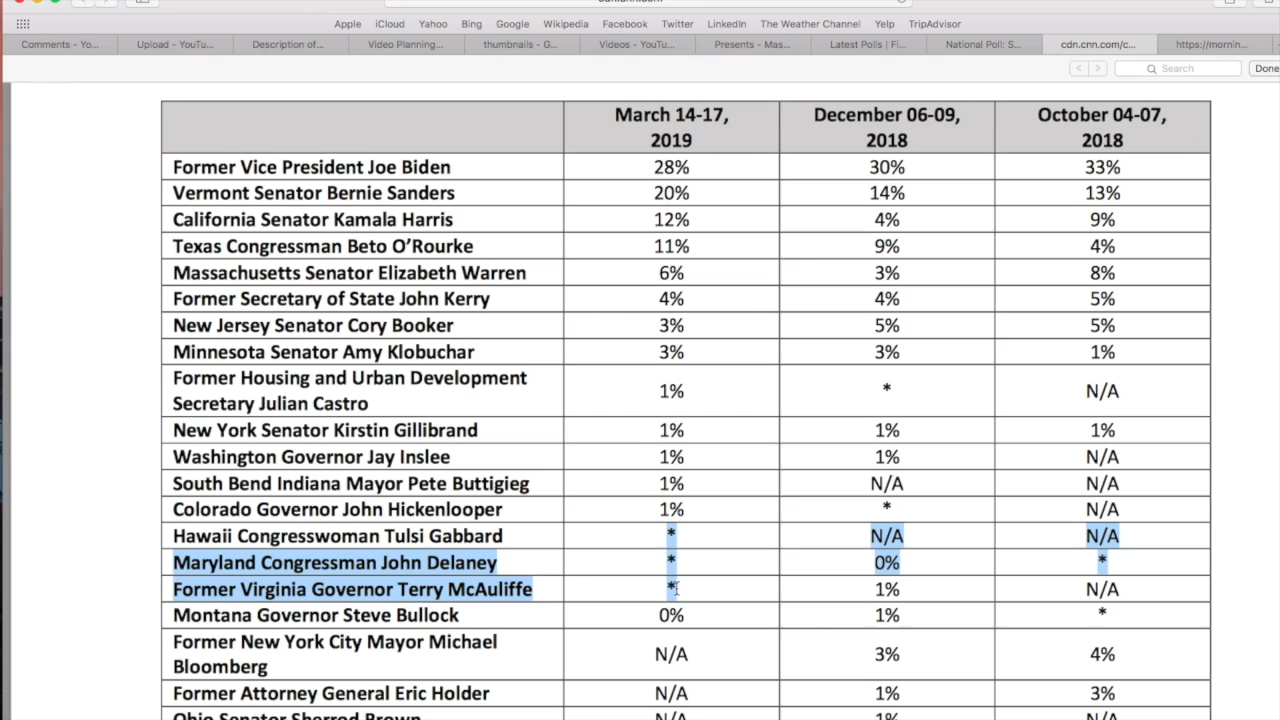 Apple iCloud Yahoo Bing Google Wikipedia Facebook Twitter LinkedIn The Weather Channel Yelp TripAdvisor
Comments - Yo... Upload - YouTu... Description of... Video Planning... thumbnails - G... Videos - YouTu... Presents - Mas... Latest Polls | Fi... National Poll: S... cdn.cnn.com/c... https://mornin...
Search Done
March 14-17, 2019 December 06-09, 2018 October 04-07, 2018
Former Vice President Joe Biden 28% 30% 33%
Vermont Senator Bernie Sanders 20% 14% 13%
California Senator Kamala Harris 12% 4% 9%
Texas Congressman Beto O’Rourke 11% 9% 4%
Massachusetts Senator Elizabeth Warren 6% 3% 8%
Former Secretary of State John Kerry 4% 4% 5%
New Jersey Senator Cory Booker 3% 5% 5%
Minnesota Senator Amy Klobuchar 3% 3% 1%
Former Housing and Urban Development
Secretary Julian Castro 1% * N/A
New York Senator Kirstin Gillibrand 1% 1% 1%
Washington Governor Jay Inslee 1% 1% N/A
South Bend Indiana Mayor Pete Buttigieg 1% N/A N/A
Colorado Governor John Hickenlooper 1% * N/A
Hawaii Congresswoman Tulsi Gabbard * N/A N/A
Maryland Congressman John Delaney * 0% *
Former Virginia Governor Terry McAuliffe * 1% N/A
Montana Governor Steve Bullock 0% 1% *
Former New York City Mayor Michael
Bloomberg N/A 3% 4%
Former Attorney General Eric Holder N/A 1% 3%
Ohio Senator Sherrod Brown N/A 1% N/A